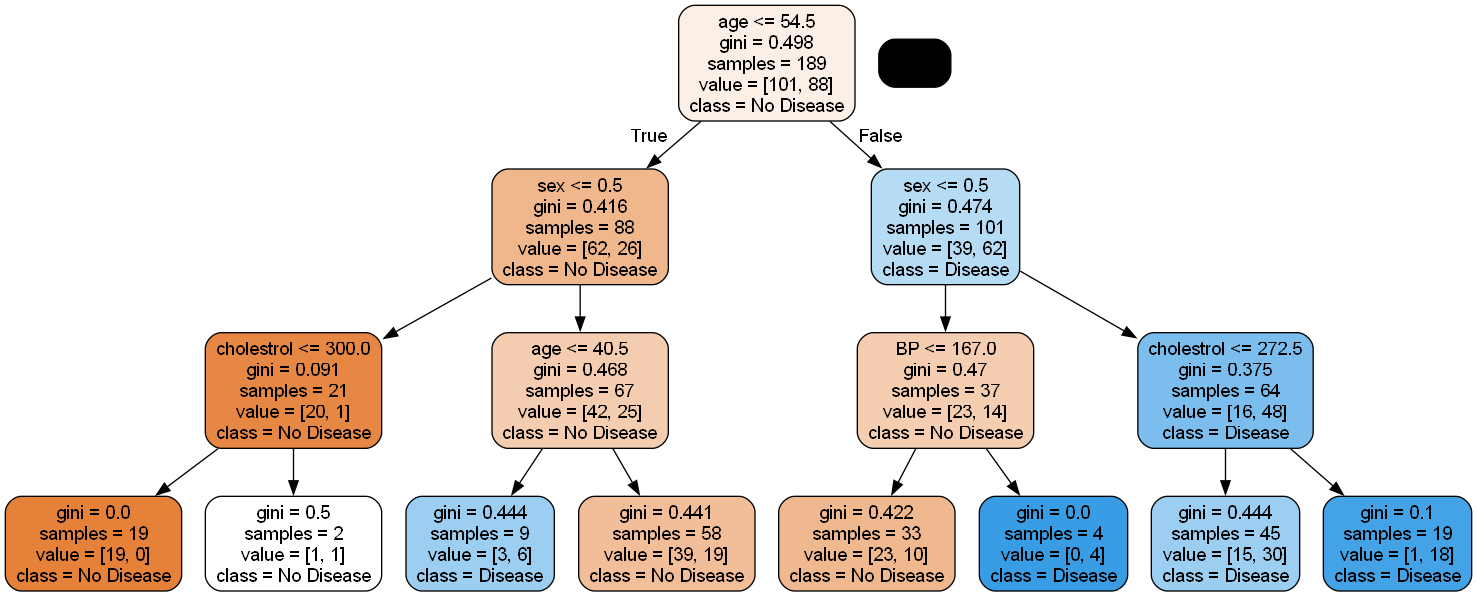 age <= 54.5
gini = 0.498
samples = 189
value = [101, 88]
class = No Disease
True
False
sex <= 0.5
gini = 0.416
samples = 88
value = [62, 26]
class = No Disease
sex <= 0.5
gini = 0.474
samples = 101
value = [39, 62]
class = Disease
cholestrol <= 300.0
gini = 0.091
samples = 21
value = [20, 1]
class = No Disease
age <= 40.5
gini = 0.468
samples = 67
value = [42, 25]
class = No Disease
BP <= 167.0
gini = 0.47
samples = 37
value = [23, 14]
class = No Disease
cholestrol <= 272.5
gini = 0.375
samples = 64
value = [16, 48]
class = Disease
gini = 0.0
samples = 19
value = [19, 0]
class = No Disease
gini = 0.5
samples = 2
value = [1, 1]
class = No Disease
gini = 0.444
samples = 9
value = [3, 6]
class = Disease
gini = 0.441
samples = 58
value = [39, 19]
class = No Disease
gini = 0.422
samples = 33
value = [23, 10]
class = No Disease
gini = 0.0
samples = 4
value = [0, 4]
class = Disease
gini = 0.444
samples = 45
value = [15, 30]
class = Disease
gini = 0.1
samples = 19
value = [1, 18]
class = Disease